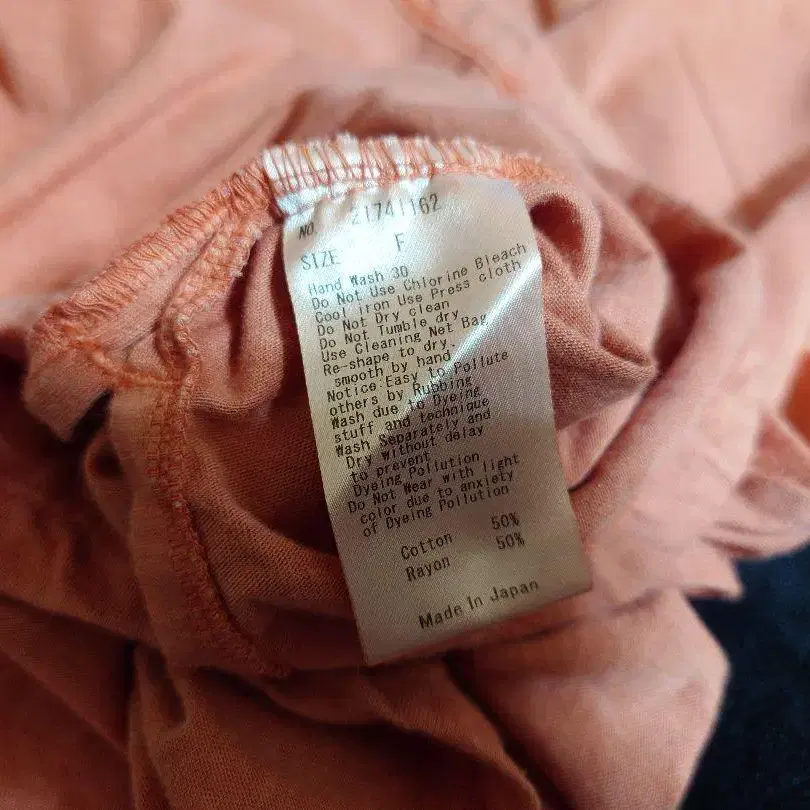 NO. 21741162
SIZE F
Hand Wash 30
Do Not Use Chlorine Bleach
Cool iron Use Press cloth
Do Not Dry clean
Do Not Tumble dry
Use Cleaning Net Bag
Re-shape to dry.
smooth by hand
Notice:Easy to Pollute
others by Rubbing
Wash due to Dyeing
stuff and technique
Wash Separately and
Dry without delay
to prevent
Dyeing Pollution
Do Not Wear with light
color due to anxiety
of Dyeing Pollution
Cotton 50%
Rayon 50%
Made In Japan